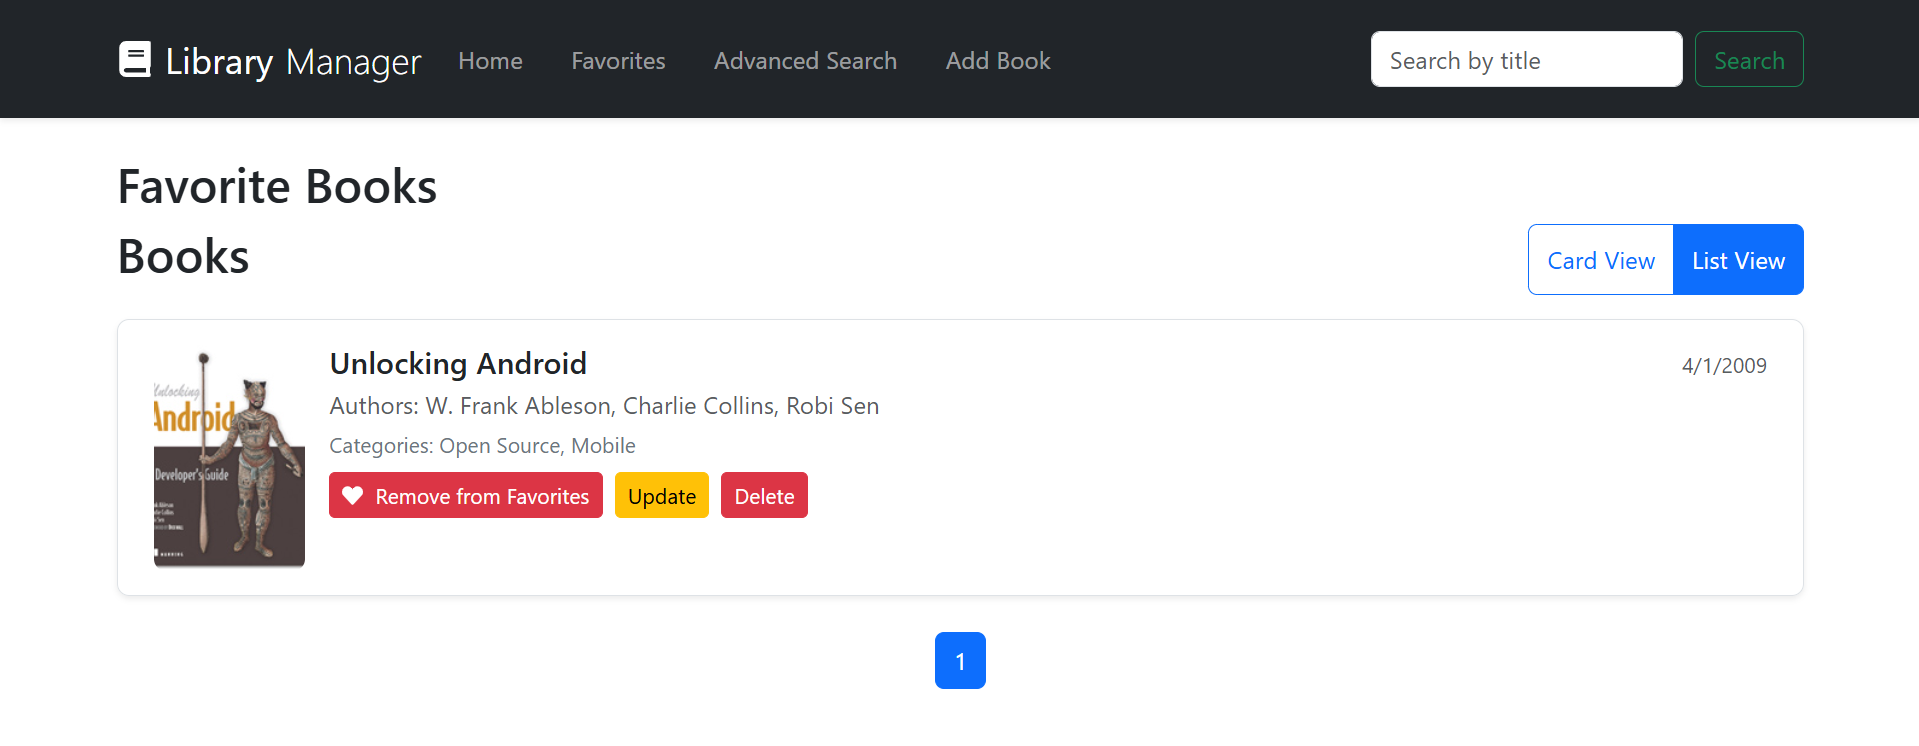 Library Manager Home Favorites Advanced Search Add Book Search by title Search
Favorite Books
Books
Card View List View
Unlocking Android 4/1/2009
Authors: W. Frank Ableson, Charlie Collins, Robi Sen
Categories: Open Source, Mobile
Remove from Favorites Update Delete
Unlocking
Android
Developer's Guide
MANNING
1